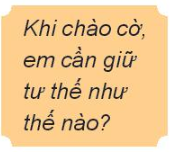 Khi chào cờ,
em cần giữ
tư thế như
thế nào?